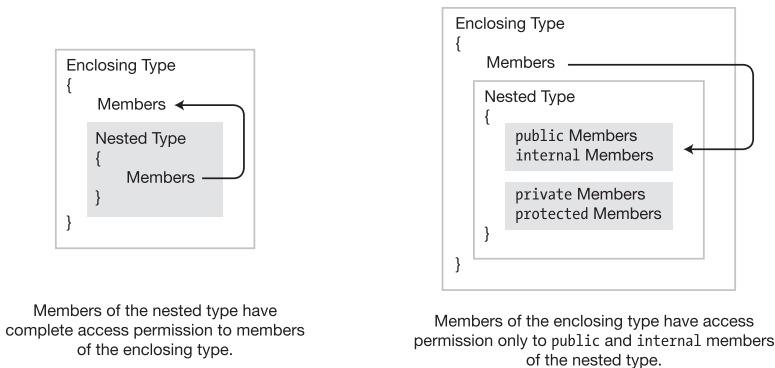 Enclosing Type
{
Members
Nested Type
{
Members
}
}
Members of the nested type have
complete access permission to members
of the enclosing type.
Enclosing Type
{
Members
Nested Type
{
public Members
internal Members
private Members
protected Members
}
}
Members of the enclosing type have access
permission only to public and internal members
of the nested type.